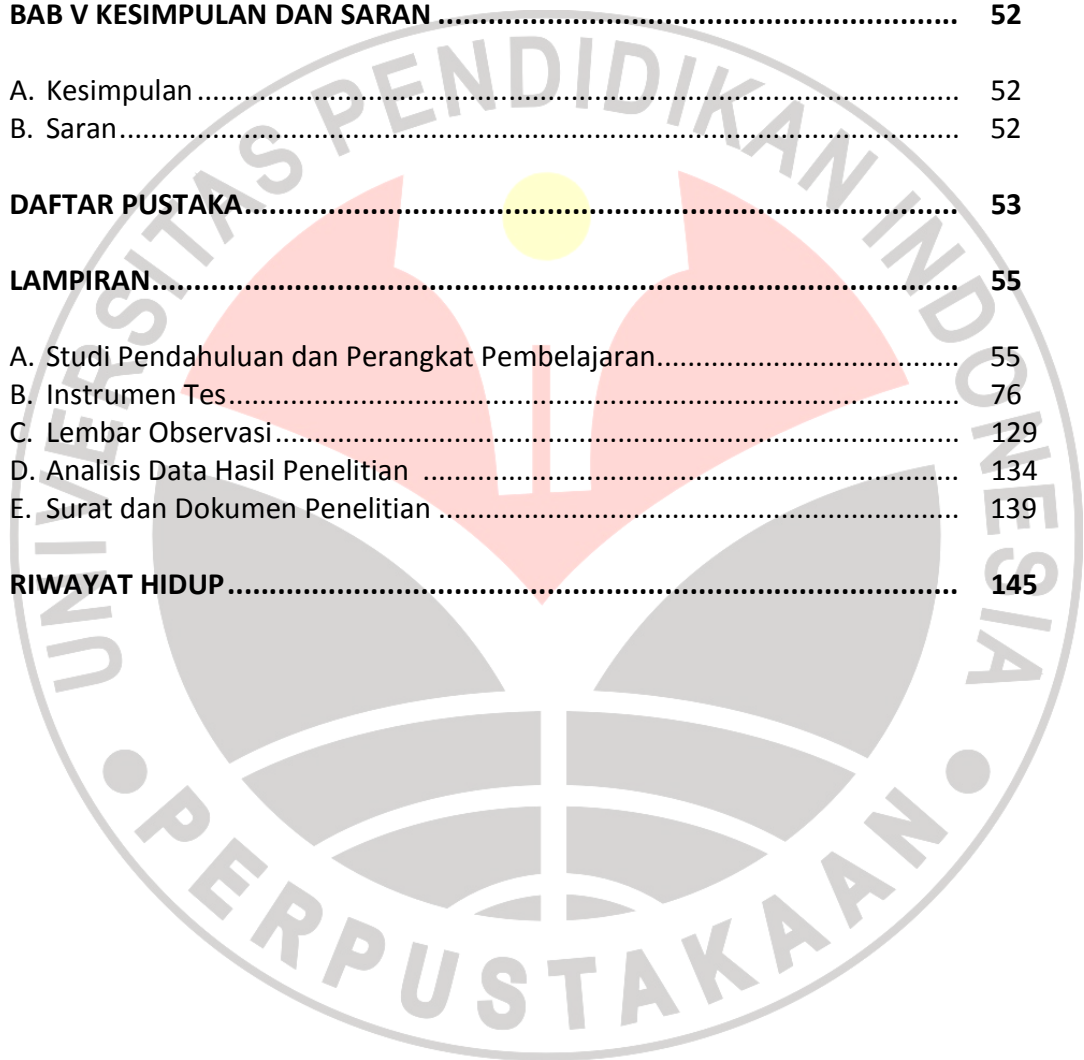 BAB V KESIMPULAN DAN SARAN ................................................................ 52
A. Kesimpulan .................................................................................... 52
B. Saran .............................................................................................. 52
DAFTAR PUSTAKA ...................................................................................... 53
LAMPIRAN .................................................................................................. 55
A. Studi Pendahuluan dan Perangkat Pembelajaran ................................ 55
B. Instrumen Tes ................................................................................. 76
C. Lembar Observasi ............................................................................ 129
D. Analisis Data Hasil Penelitian ........................................................... 134
E. Surat dan Dokumen Penelitian ......................................................... 139
RIWAYAT HIDUP ......................................................................................... 145
UNIVERSITAS PENDIDIKAN INDONESIA
PERPUSTAKAAN